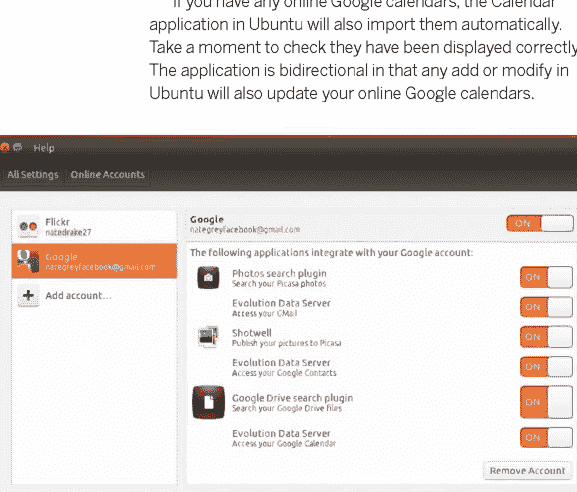 If you have any online Google calendars, the Calendar
application in Ubuntu will also import them automatically.
Take a moment to check they have been displayed correctly
The application is bidirectional in that any add or modify in
Ubuntu will also update your online Google calendars.
Help
All Settings Online Accounts
Flickr
natedrake27
Google
nategreyfacebook@gmail.com
Add account...
Google
nategreyfacebook@gmail.com
ON
The following applications integrate with your Google account:
Photos search plugin
Search your Picasa photos
ON
Evolution Data Server
Access your GMail
ON
Shotwell
Publish your pictures to Picasa
ON
Evolution Data Server
Access your Google Contacts
ON
Google Drive search plugin
Search your Google Drive files
ON
Evolution Data Server
Access your Google Calendar
ON
Remove Account